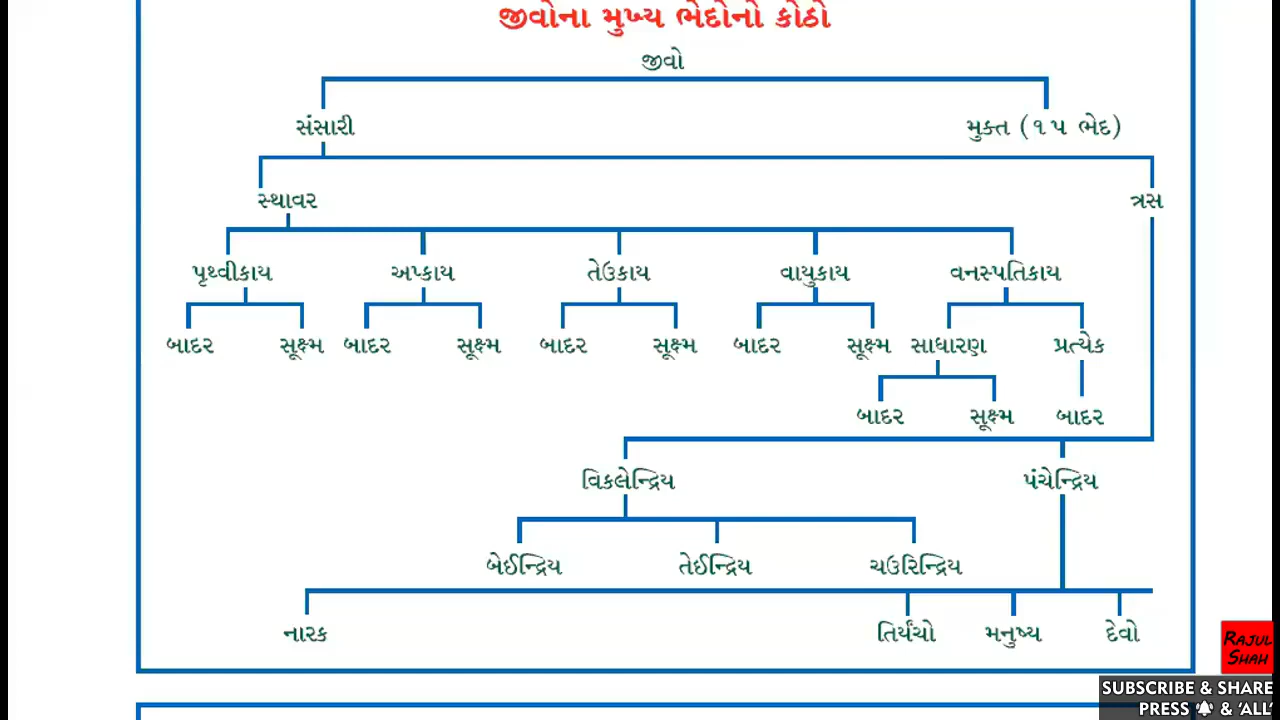 જીવોના મુખ્ય ભેદોનો કોઠો
જીવો
સંસારી મુક્ત (૧૫ ભેદ)
સ્થાવર ત્રસ
પૃથ્વીકાય અપ્કાય તેઉકાય વાયુકાય વનસ્પતિકાય
બાદર સૂક્ષ્મ બાદર સૂક્ષ્મ બાદર સૂક્ષ્મ બાદર સૂક્ષ્મ સાધારણ પ્રત્યેક
બાદર સૂક્ષ્મ બાદર
વિકલેન્દ્રિય પંચેન્દ્રિય
બેઈન્દ્રિય તેઈન્દ્રિય ચઉરિન્દ્રિય
નારક તિર્યંચો મનુષ્ય દેવો
RAJUL
SHAH
SUBSCRIBE & SHARE
PRESS & 'ALL'